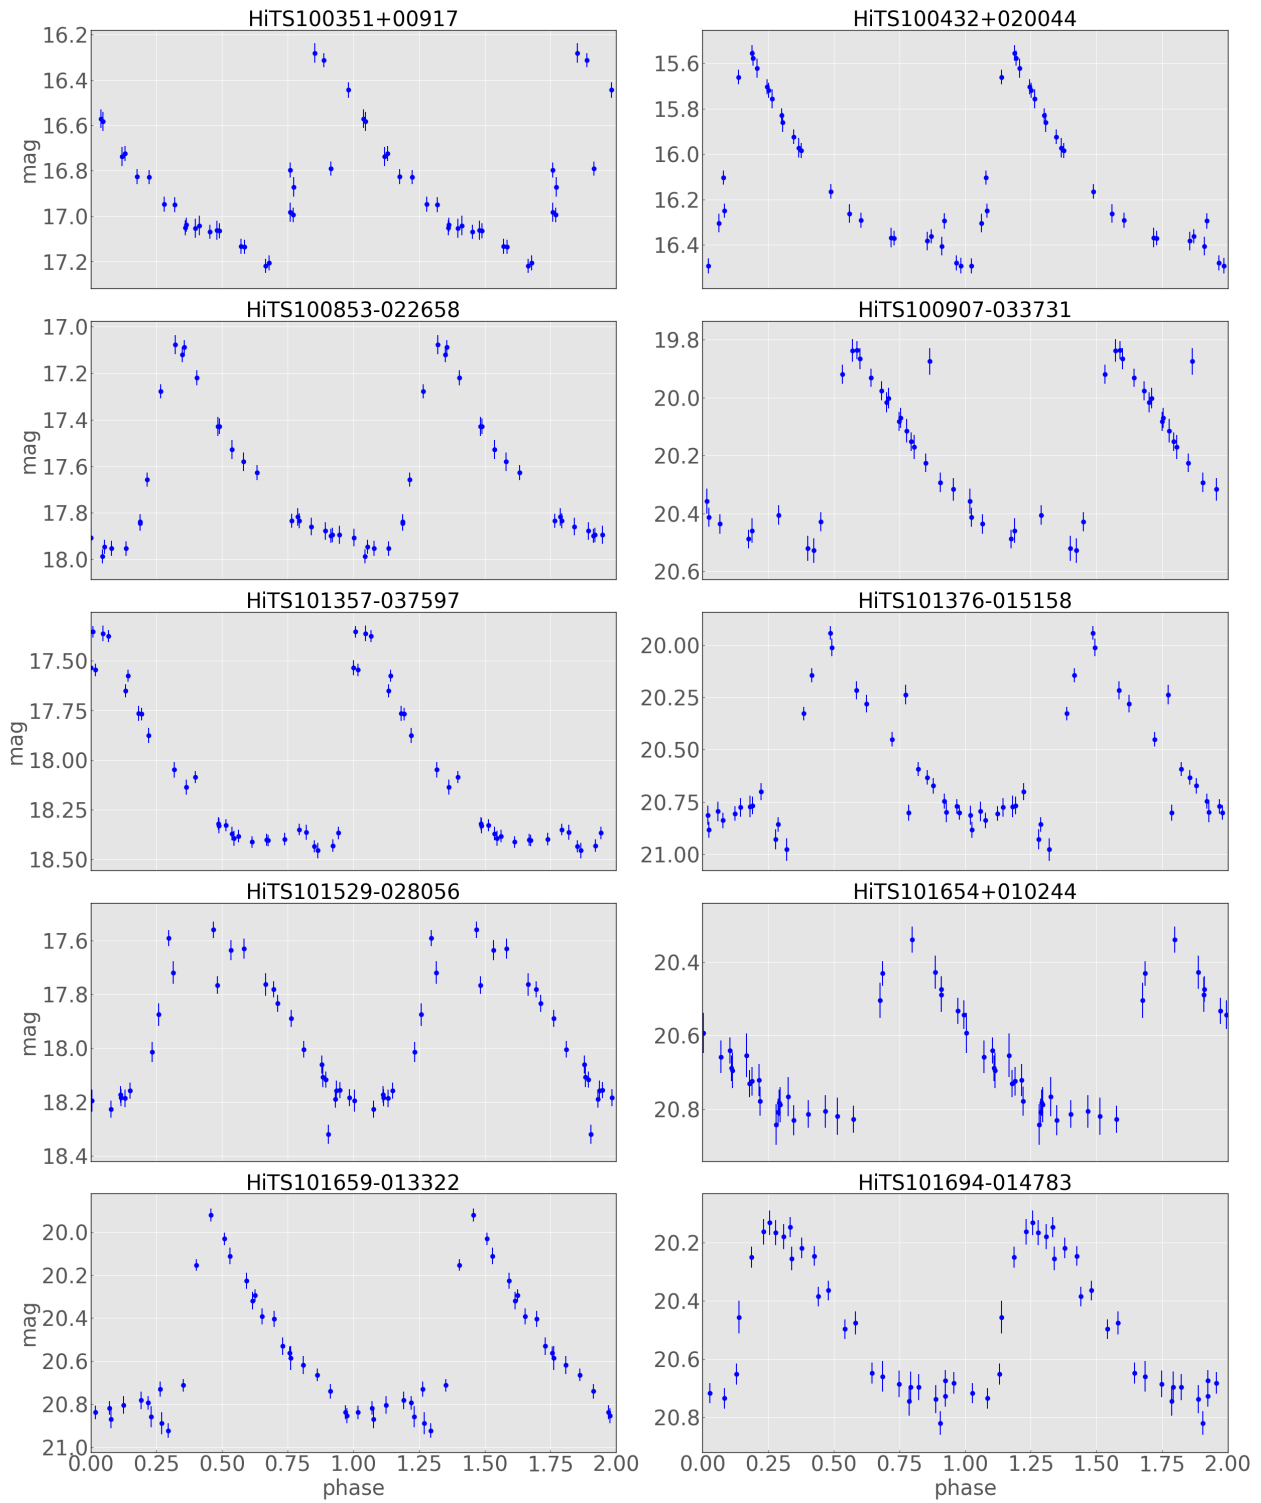 HiTS100351+00917
HiTS100432+020044
16.2
16.4
16.6
16.8
17.0
17.2
mag
15.6
15.8
16.0
16.2
16.4
HiTS100853-022658
HiTS100907-033731
17.0
17.2
17.4
17.6
17.8
18.0
mag
19.8
20.0
20.2
20.4
20.6
HiTS101357-037597
HiTS101376-015158
17.50
17.75
18.00
18.25
18.50
mag
20.00
20.25
20.50
20.75
21.00
HiTS101529-028056
HiTS101654+010244
17.6
17.8
18.0
18.2
18.4
mag
20.4
20.6
20.8
HiTS101659-013322
HiTS101694-014783
20.0
20.2
20.4
20.6
20.8
21.0
mag
20.2
20.4
20.6
20.8
0.00 0.25 0.50 0.75 1.00 1.25 1.50 1.75 2.00
0.00 0.25 0.50 0.75 1.00 1.25 1.50 1.75 2.00
phase
phase